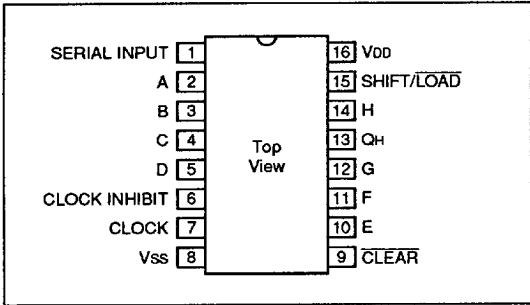 SERIAL INPUT 1
A 2
B 3
C 4
D 5
CLOCK INHIBIT 6
CLOCK 7
Vss 8
Top
View
16 VDD
15 SHIFT/LOAD
14 H
13 QH
12 G
11 F
10 E
9 CLEAR